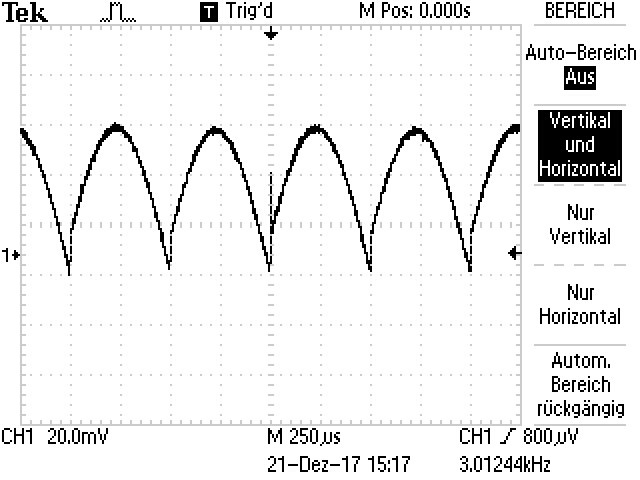 Tek T Trig'd M Pos: 0.000s BEREICH
Auto-Bereich
Aus
Vertikal
und
Horizontal
Nur
Vertikal
1
Nur
Horizontal
Autom.
Bereich
rückgängig
CH1 20.0mV M 250µs CH1 800µV
21-Dez-17 15:17 3.01244kHz